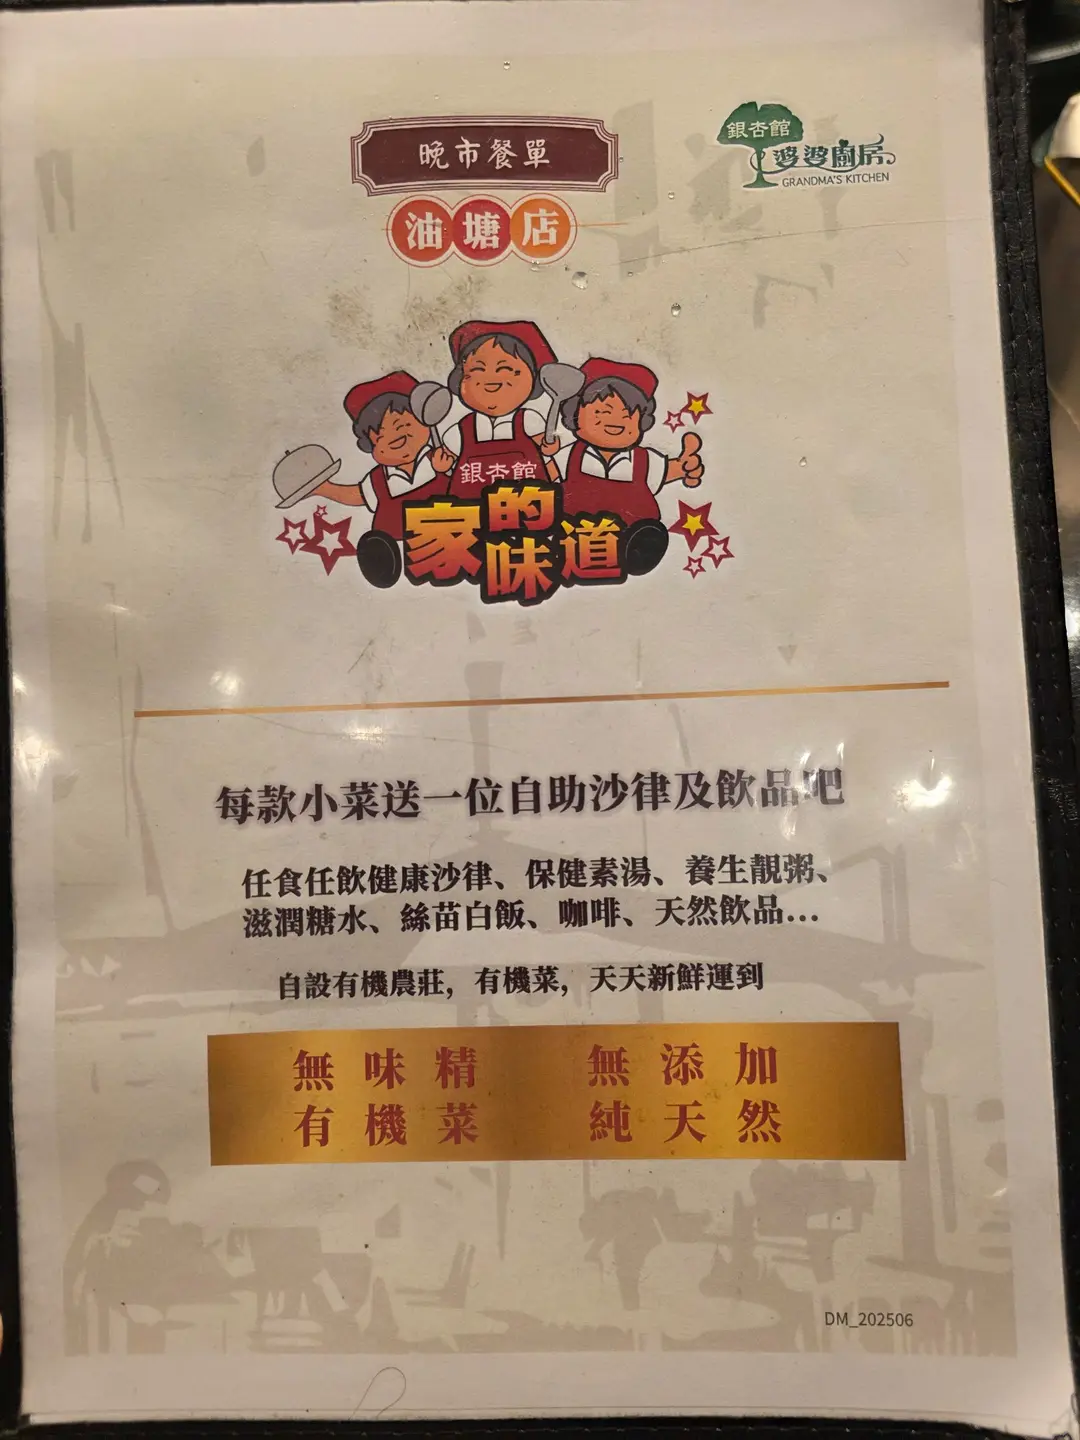 晚市餐單
銀杏館
婆婆廚房
GRANDMA'S KITCHEN
油塘店
銀杏館
家的味道
每款小菜送一位自助沙律及飲品吧
任食任飲健康沙律、保健素湯、養生靚粥、
滋潤糖水、絲苗白飯、咖啡、天然飲品...
自設有機農莊，有機菜，天天新鮮運到
無味精 無添加
有機菜 純天然
DM_202506